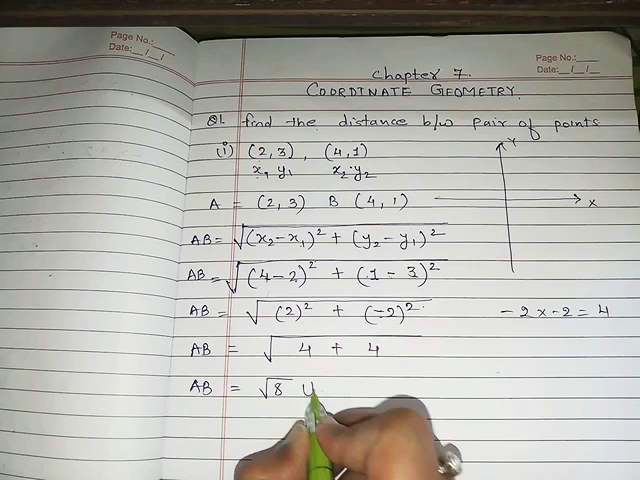 Page No.:
Date: / /
Page No.:
Date: / /
Chapter 7.
COORDINATE GEOMETRY.
Q1. find the distance b/w pair of points
(i) (2,3), (4,1)
x₁ y₁ x₂ y₂
A = (2,3) B (4,1)
Y
X
AB = √(x₂-x₁)² + (y₂-y₁)²
AB = √(4-2)² + (1-3)²
AB = √(2)² + (-2)²
-2x-2=4
AB = √4 + 4
AB = √8 U